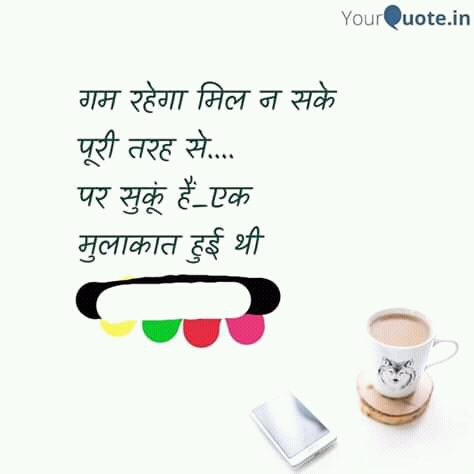 YourQuote.in
गम रहेगा मिल न सके
पूरी तरह से....
पर सुकूं हैं_एक
मुलाकात हुई थी